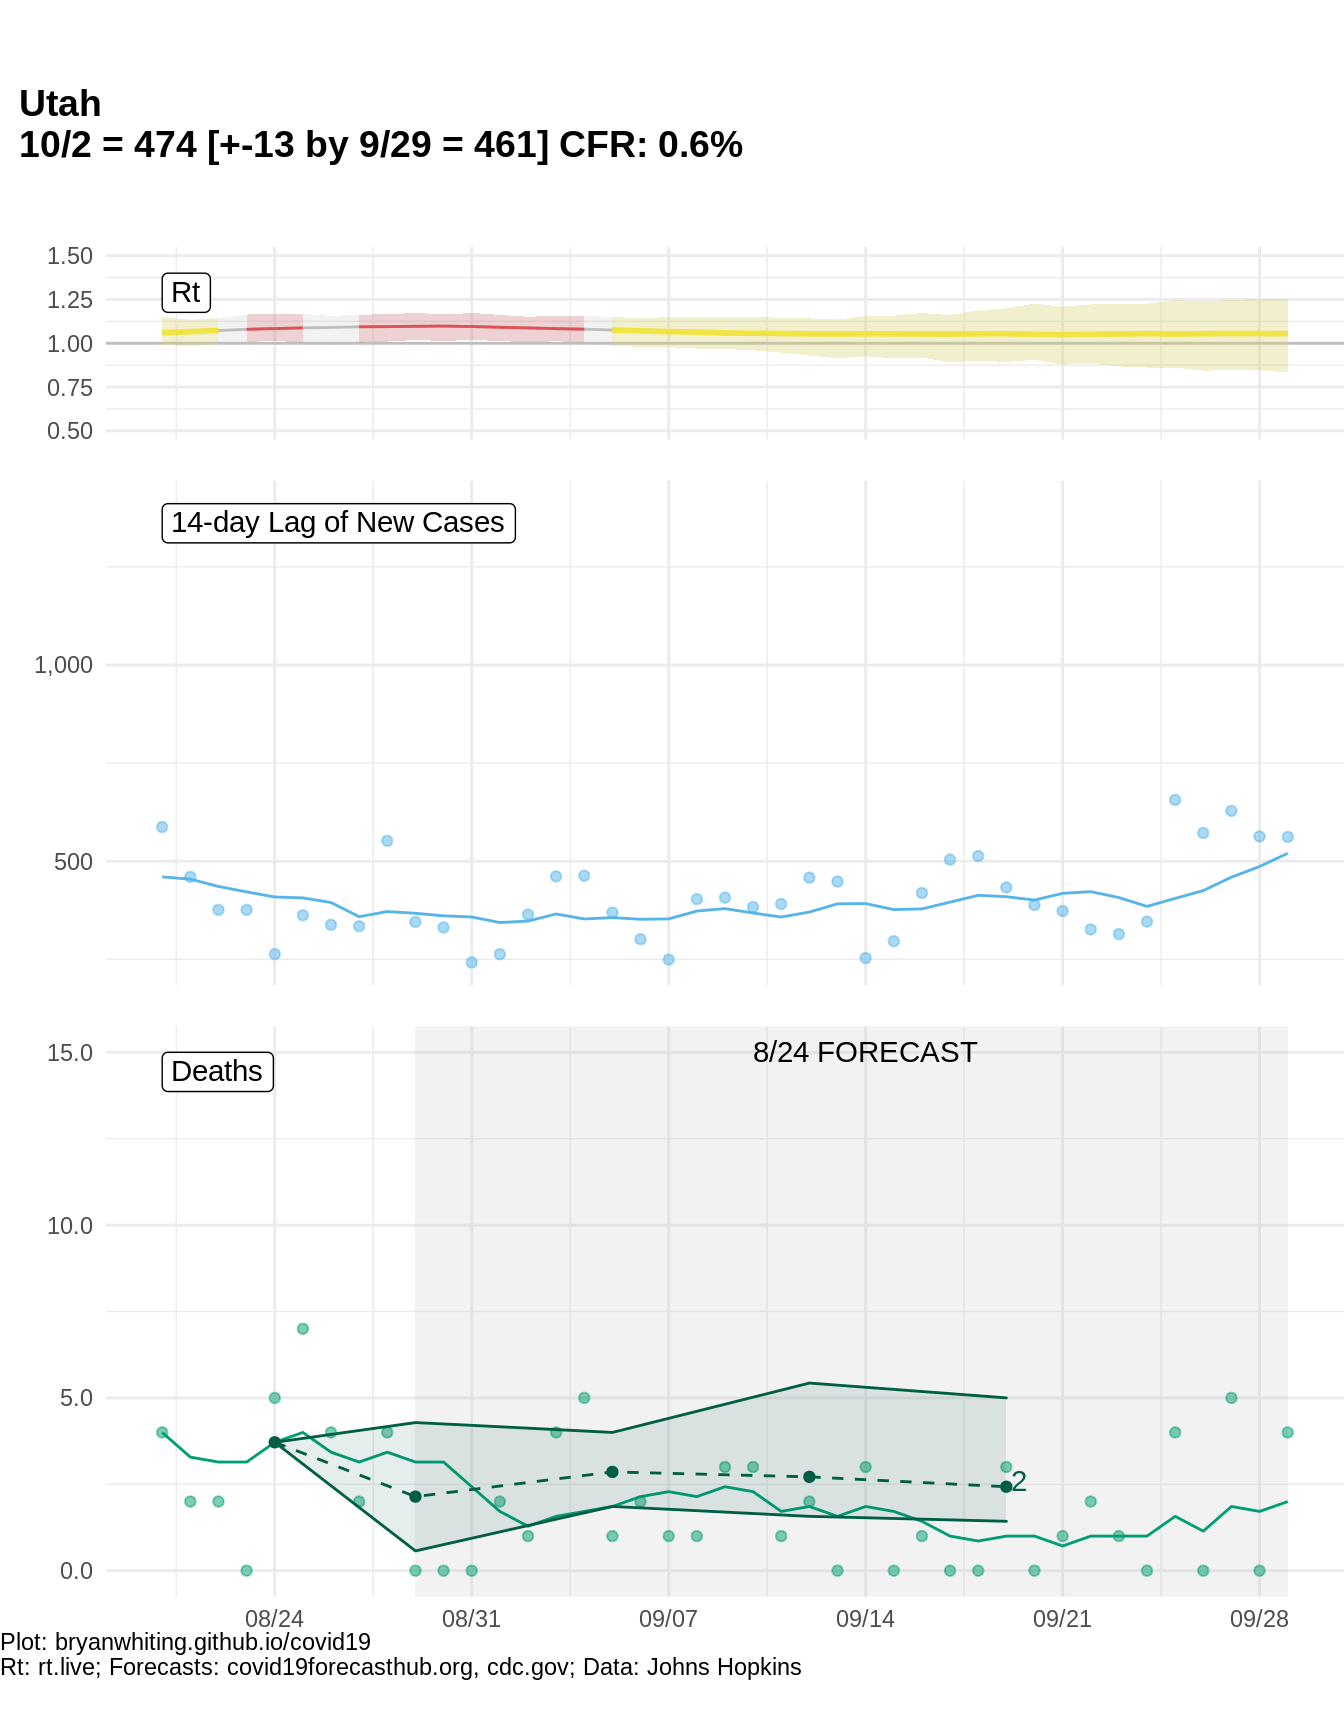 Utah
10/2 = 474 [+-13 by 9/29 = 461] CFR: 0.6%
1.50
Rt
1.25
1.00
0.75
0.50
14-day Lag of New Cases
1,000
500
8/24 FORECAST
15.0
Deaths
10.0
5.0
2
0.0
08/24 08/31 09/07 09/14 09/21 09/28
Plot: bryanwhiting.github.io/covid19
Rt: rt.live; Forecasts: covid19forecasthub.org, cdc.gov; Data: Johns Hopkins